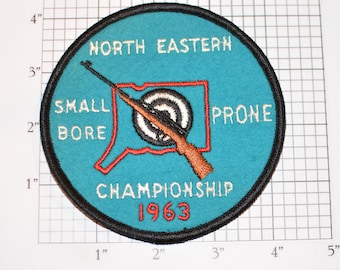 4"
NORTH EASTERN
3"
SMALL
BORE
PRONE
2"
1"
CHAMPIONSHIP
1963
1" 2" 3" 4" 5"